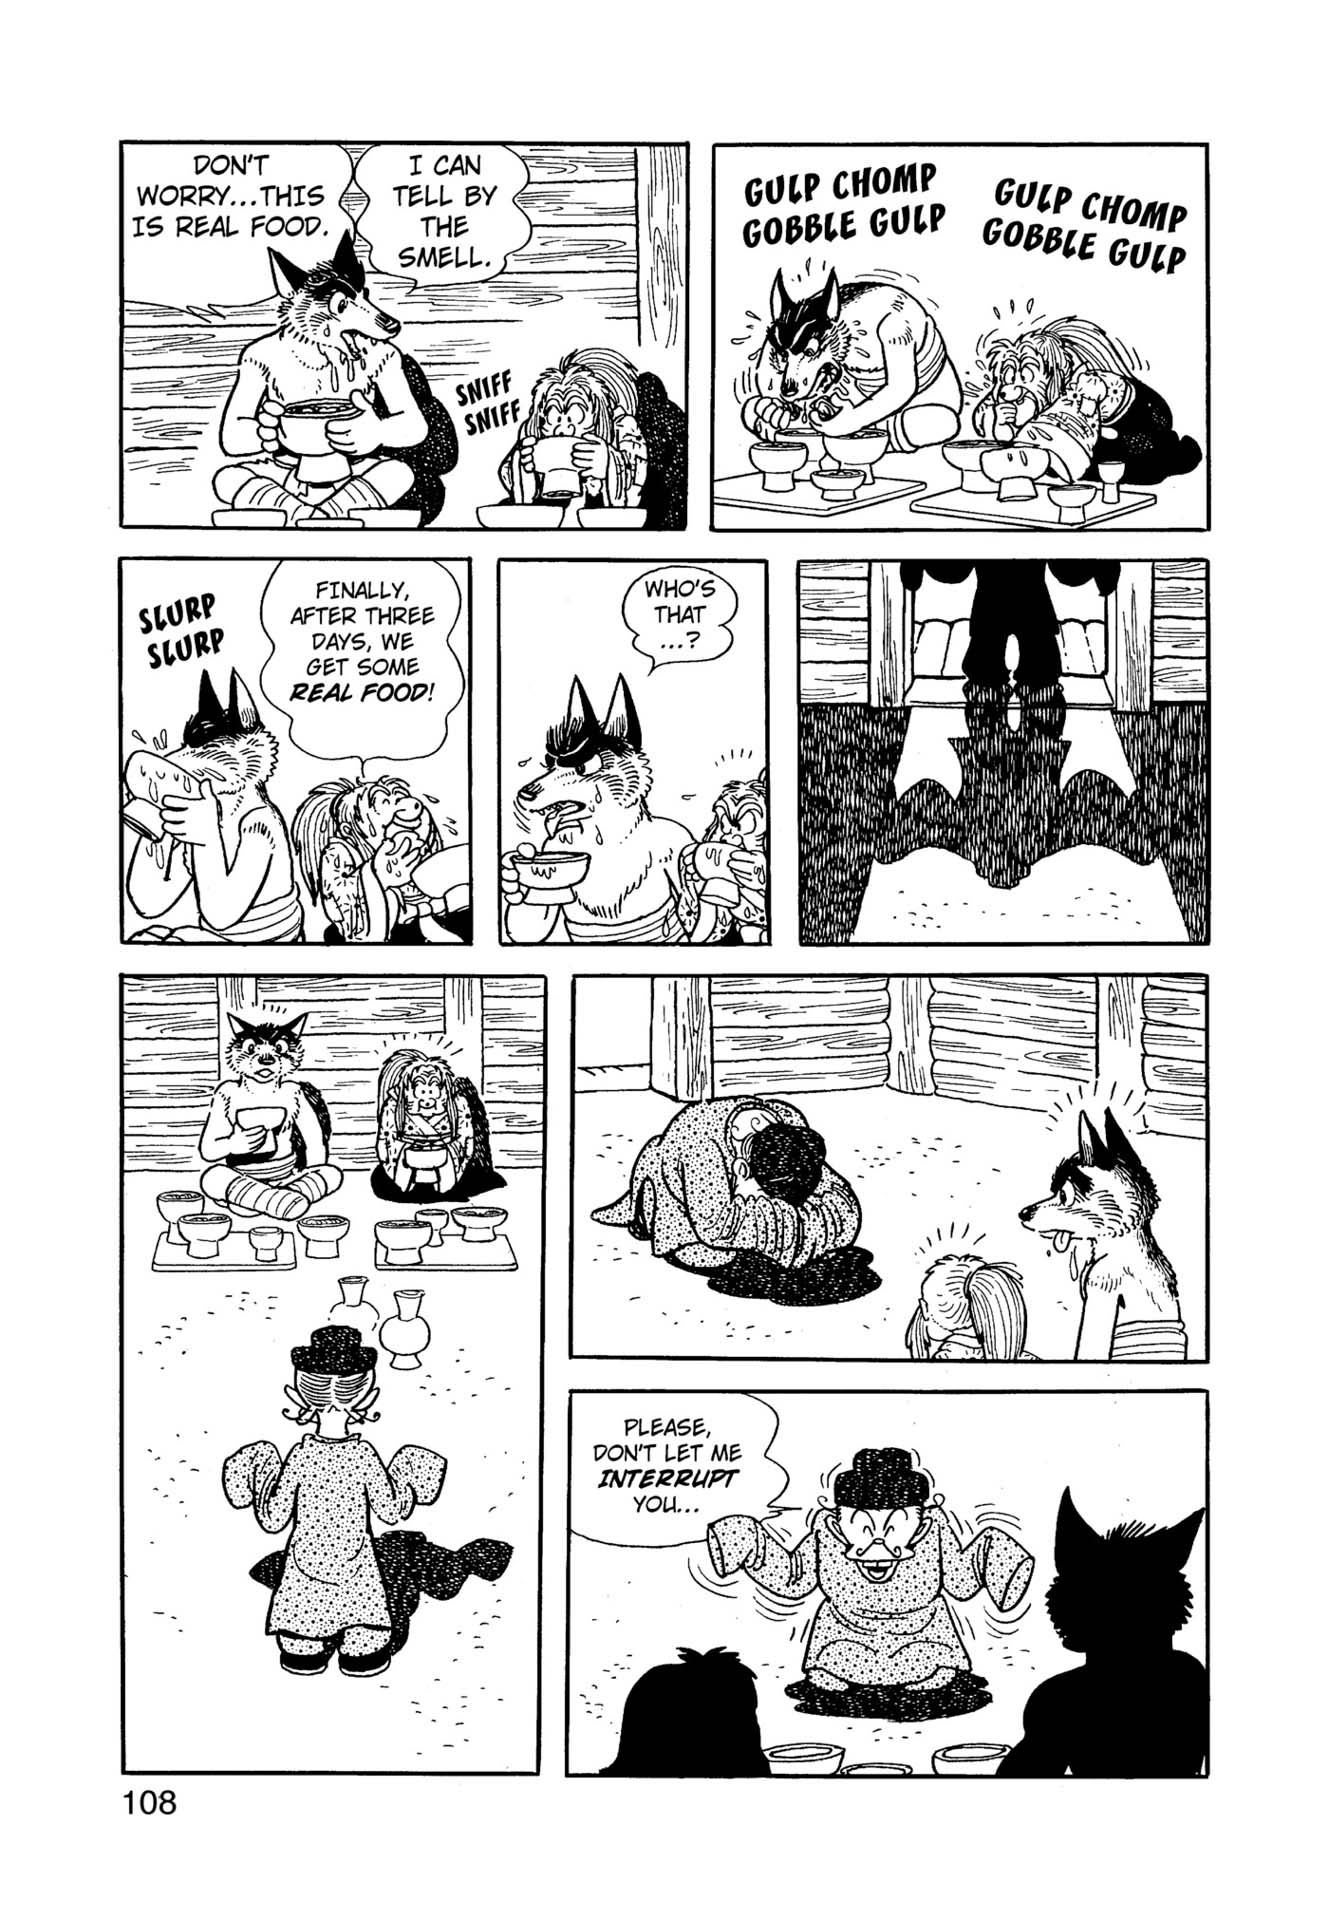 DON'T
WORRY...THIS
IS REAL FOOD.
I CAN
TELL BY
THE
SMELL.
SNIFF
SNIFF
GULP CHOMP
GOBBLE GULP
GULP CHOMP
GOBBLE GULP
SLURP
SLURP
FINALLY,
AFTER THREE
DAYS, WE
GET SOME
REAL FOOD!
WHO'S
THAT
...?
PLEASE,
DON'T LET ME
INTERRUPT
YOU...
108